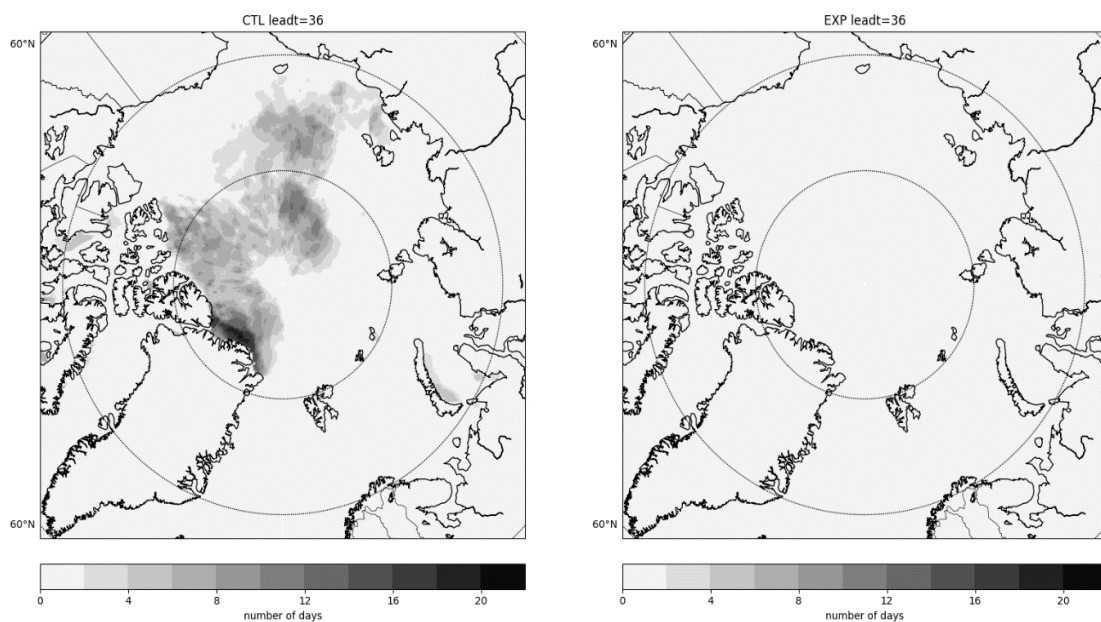 CTL leadt=36
60°N
60°N
0 4 8 12 16 20
number of days
EXP leadt=36
60°N
60°N
0 4 8 12 16 20
number of days